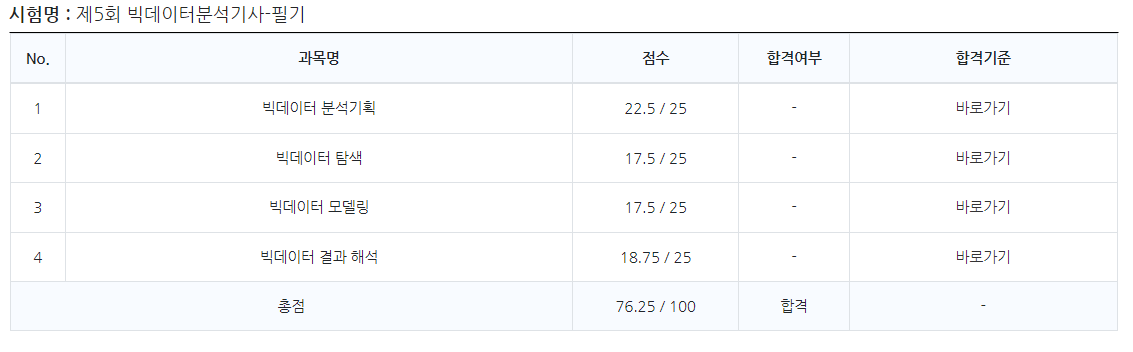 시험명 : 제5회 빅데이터분석기사-필기
No. 과목명 점수 합격여부 합격기준
1 빅데이터 분석기획 22.5 / 25 - 바로가기
2 빅데이터 탐색 17.5 / 25 - 바로가기
3 빅데이터 모델링 17.5 / 25 - 바로가기
4 빅데이터 결과 해석 18.75 / 25 - 바로가기
총점 76.25 / 100 합격 -